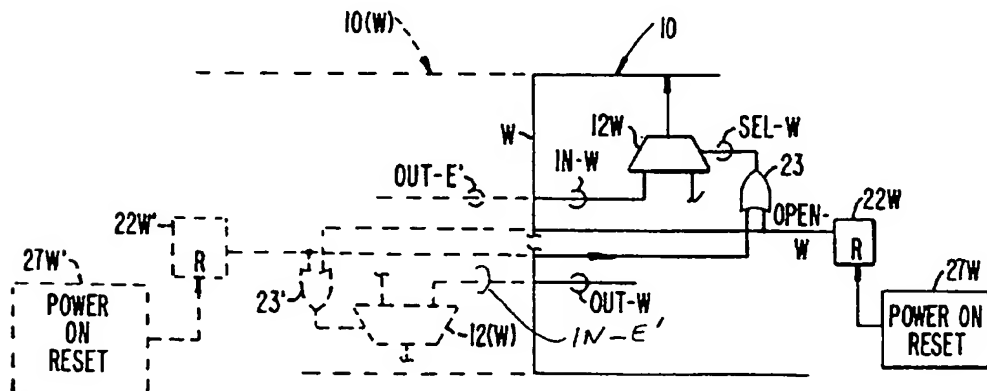 10(W)
10
W
12W
SEL-W
IN-W
OUT-E'
23
22W
OPEN-
W
R
22W'
R
27W'
POWER ON RESET
27W
POWER
ON
RESET
23'
12(W)
IN-E'
OUT-W